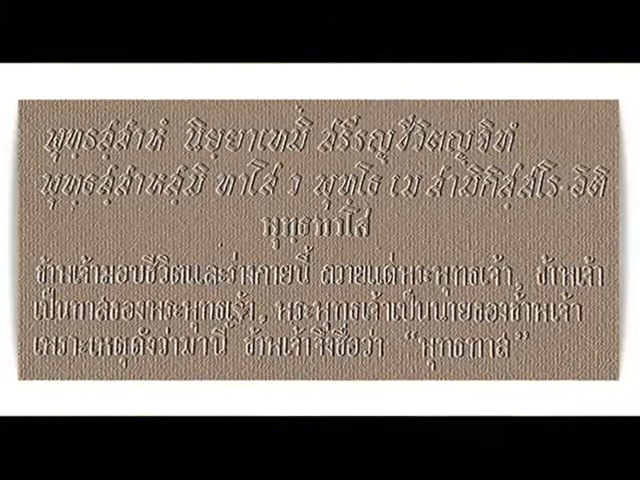 พุทฺธสฺสาหํ นิยฺยาเทมิ สรีรญฺชีวิตญฺจิทํ
พุทฺธสฺสาหสฺมิ ทาโส ว พุทฺโธ เม สามิกิสฺสโร อิติ
พุทฺธทาโส
ข้าพเจ้ามอบชีวิตและร่างกายนี้ ถวายแด่พระพุทธเจ้า, ข้าพเจ้า
เป็นทาสของพระพุทธเจ้า, พระพุทธเจ้าเป็นนายของข้าพเจ้า
เพราะเหตุดังว่ามานี้ ข้าพเจ้าจึงชื่อว่า “พุทธทาส”